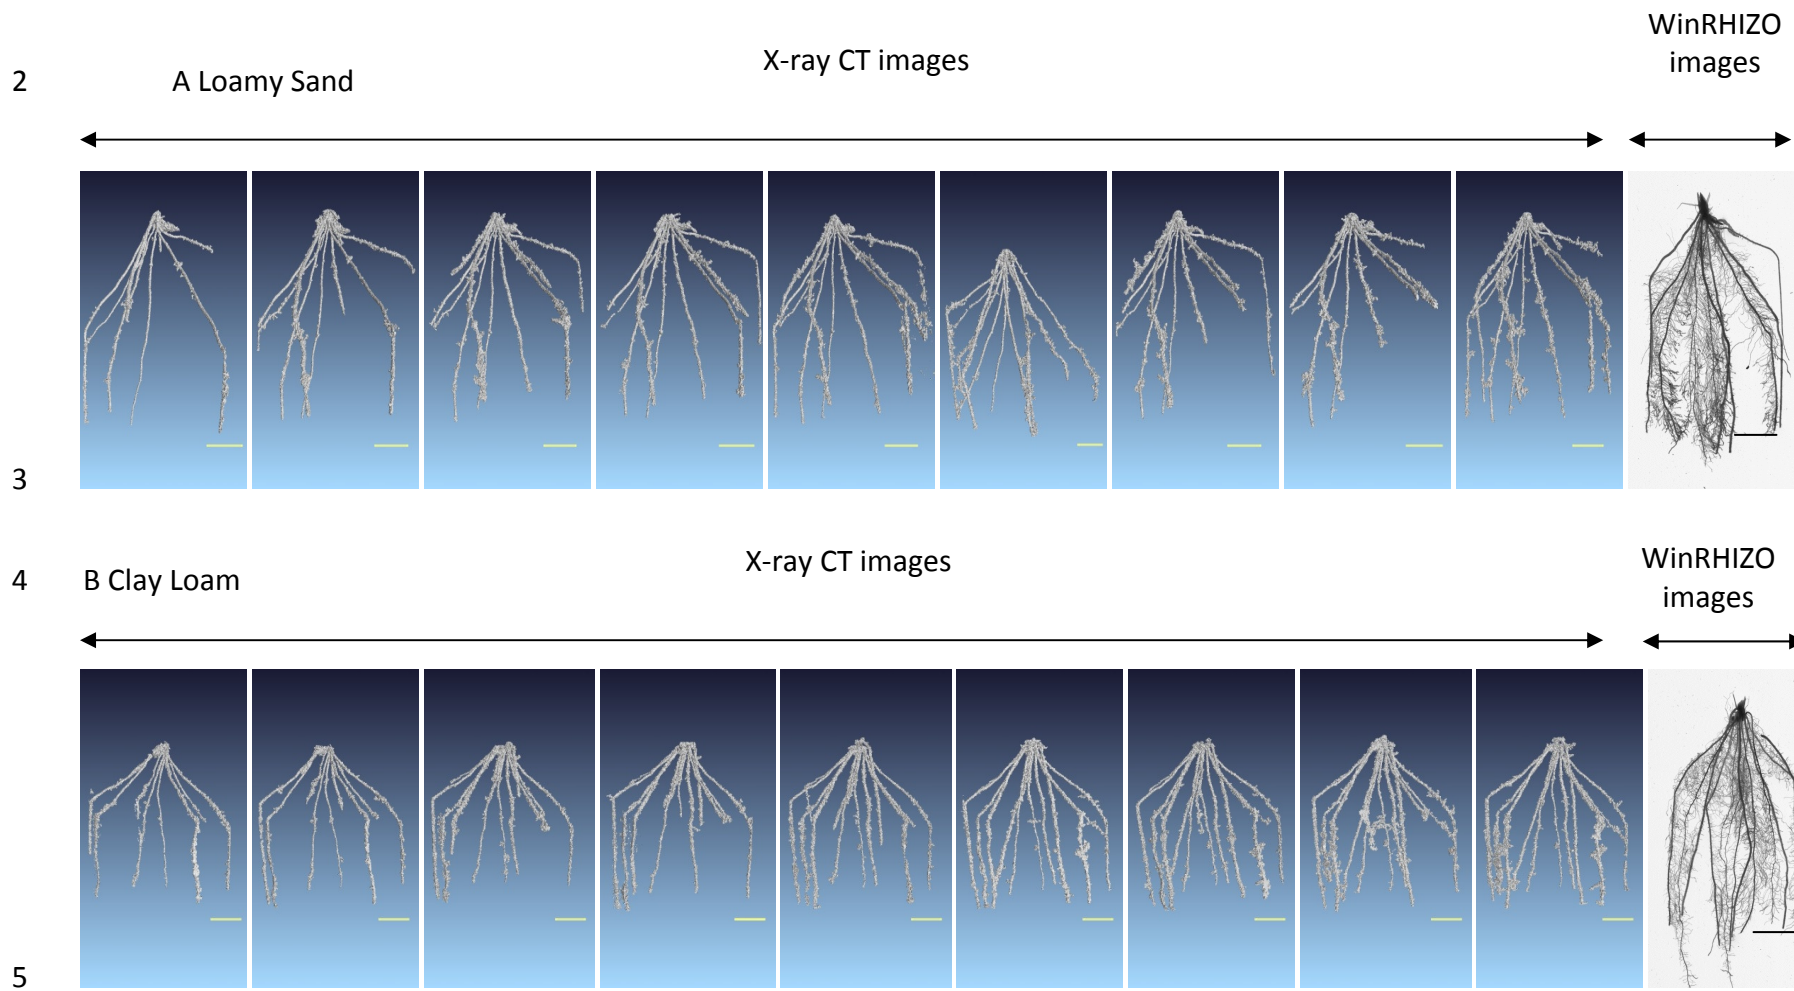 WinRHIZO
images
X-ray CT images
2 A Loamy Sand
3
X-ray CT images
WinRHIZO
images
4 B Clay Loam
5